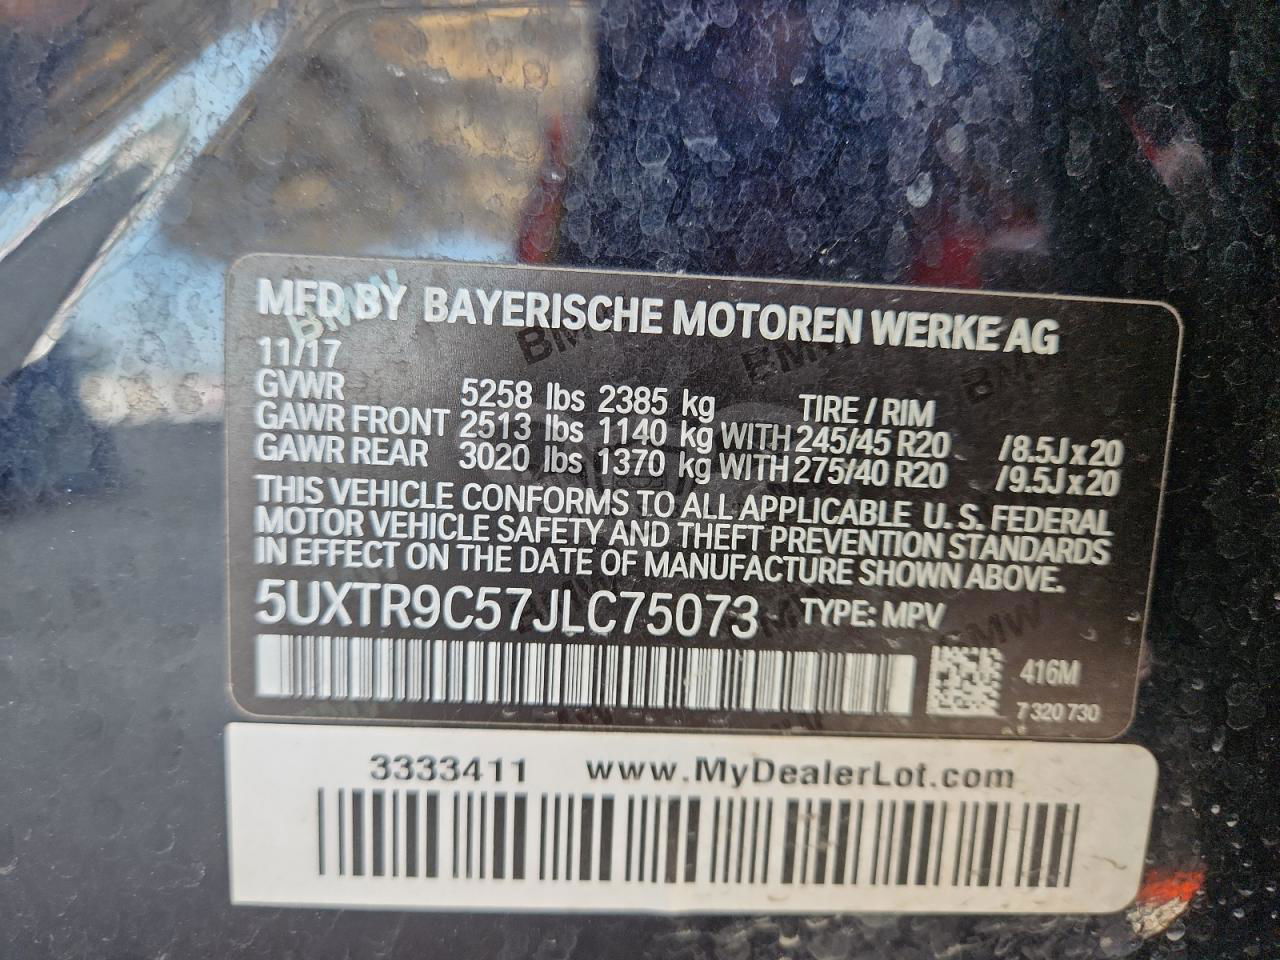 MFD BY BAYERISCHE MOTOREN WERKE AG
11/17
GVWR 5258 lbs 2385 kg TIRE / RIM
GAWR FRONT 2513 lbs 1140 kg WITH 245/45 R20 /8.5J x 20
GAWR REAR 3020 lbs 1370 kg WITH 275/40 R20 /9.5J x 20
THIS VEHICLE CONFORMS TO ALL APPLICABLE U. S. FEDERAL
MOTOR VEHICLE SAFETY AND THEFT PREVENTION STANDARDS
IN EFFECT ON THE DATE OF MANUFACTURE SHOWN ABOVE.
5UXTR9C57JLC75073 TYPE: MPV
416M
7 320 730
3333411 www.MyDealerLot.com